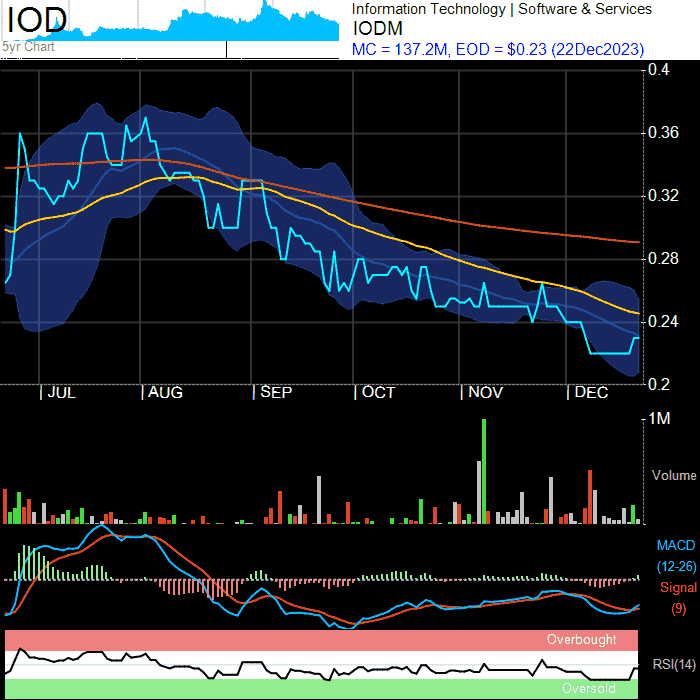 IOD
5yr Chart
Information Technology | Software & Services
IODM
MC = 137.2M, EOD = $0.23 (22Dec2023)
0.4
0.36
0.32
0.28
0.24
0.2
JUL
AUG
SEP
OCT
NOV
DEC
1M
Volume
MACD
(12-26)
Signal
(9)
Overbought
RSI(14)
Oversold